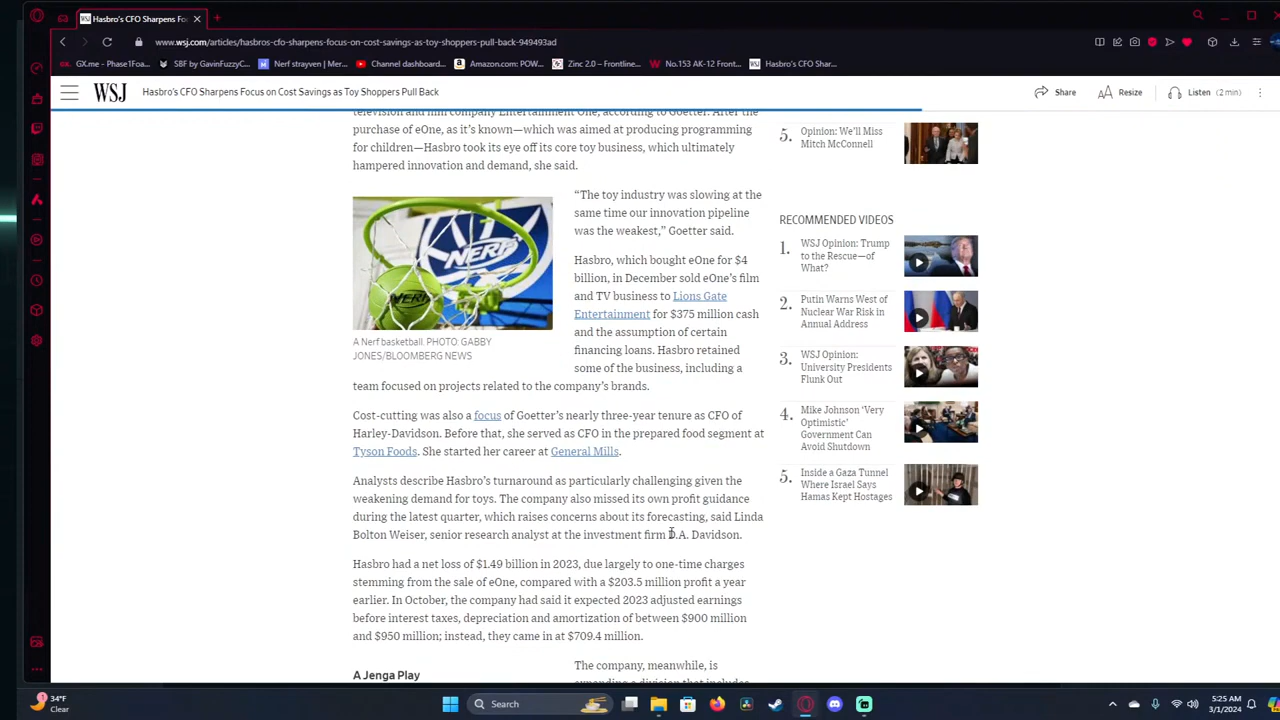 WSJ Hasbro's CFO Sharpens Fo
www.wsj.com/articles/hasbros-cfo-sharpens-focus-on-cost-savings-as-toy-shoppers-pull-back-949493ad
GX.me - Phase1Foa...
SBF by GavinFuzzyC...
Nerf strayven | Mer...
Channel dashboard...
Amazon.com: POW...
Zinc 2.0 – Frontline...
No.153 AK-12 Front...
Hasbro's CFO Shar...
WSJ
Hasbro's CFO Sharpens Focus on Cost Savings as Toy Shoppers Pull Back
Share
AA Resize
Listen (2 min)
purchase of eOne, as it's known—which was aimed at producing programming
for children—Hasbro took its eye off its core toy business, which ultimately
hampered innovation and demand, she said.
NERF
NERF
A Nerf basketball. PHOTO: GABBY
JONES/BLOOMBERG NEWS
“The toy industry was slowing at the
same time our innovation pipeline
was the weakest,” Goetter said.
Hasbro, which bought eOne for $4
billion, in December sold eOne's film
and TV business to Lions Gate
Entertainment for $375 million cash
and the assumption of certain
financing loans. Hasbro retained
some of the business, including a
team focused on projects related to the company's brands.
Cost-cutting was also a focus of Goetter's nearly three-year tenure as CFO of
Harley-Davidson. Before that, she served as CFO in the prepared food segment at
Tyson Foods. She started her career at General Mills.
Analysts describe Hasbro's turnaround as particularly challenging given the
weakening demand for toys. The company also missed its own profit guidance
during the latest quarter, which raises concerns about its forecasting, said Linda
Bolton Weiser, senior research analyst at the investment firm D.A. Davidson.
Hasbro had a net loss of $1.49 billion in 2023, due largely to one-time charges
stemming from the sale of eOne, compared with a $203.5 million profit a year
earlier. In October, the company had said it expected 2023 adjusted earnings
before interest taxes, depreciation and amortization of between $900 million
and $950 million; instead, they came in at $709.4 million.
A Jenga Play
The company, meanwhile, is
5. Opinion: We'll Miss
Mitch McConnell
RECOMMENDED VIDEOS
1. WSJ Opinion: Trump
to the Rescue—of
What?
2. Putin Warns West of
Nuclear War Risk in
Annual Address
3. WSJ Opinion:
University Presidents
Flunk Out
4. Mike Johnson 'Very
Optimistic'
Government Can
Avoid Shutdown
5. Inside a Gaza Tunnel
Where Israel Says
Hamas Kept Hostages
34°F
Clear
Search
5:25 AM
3/1/2024